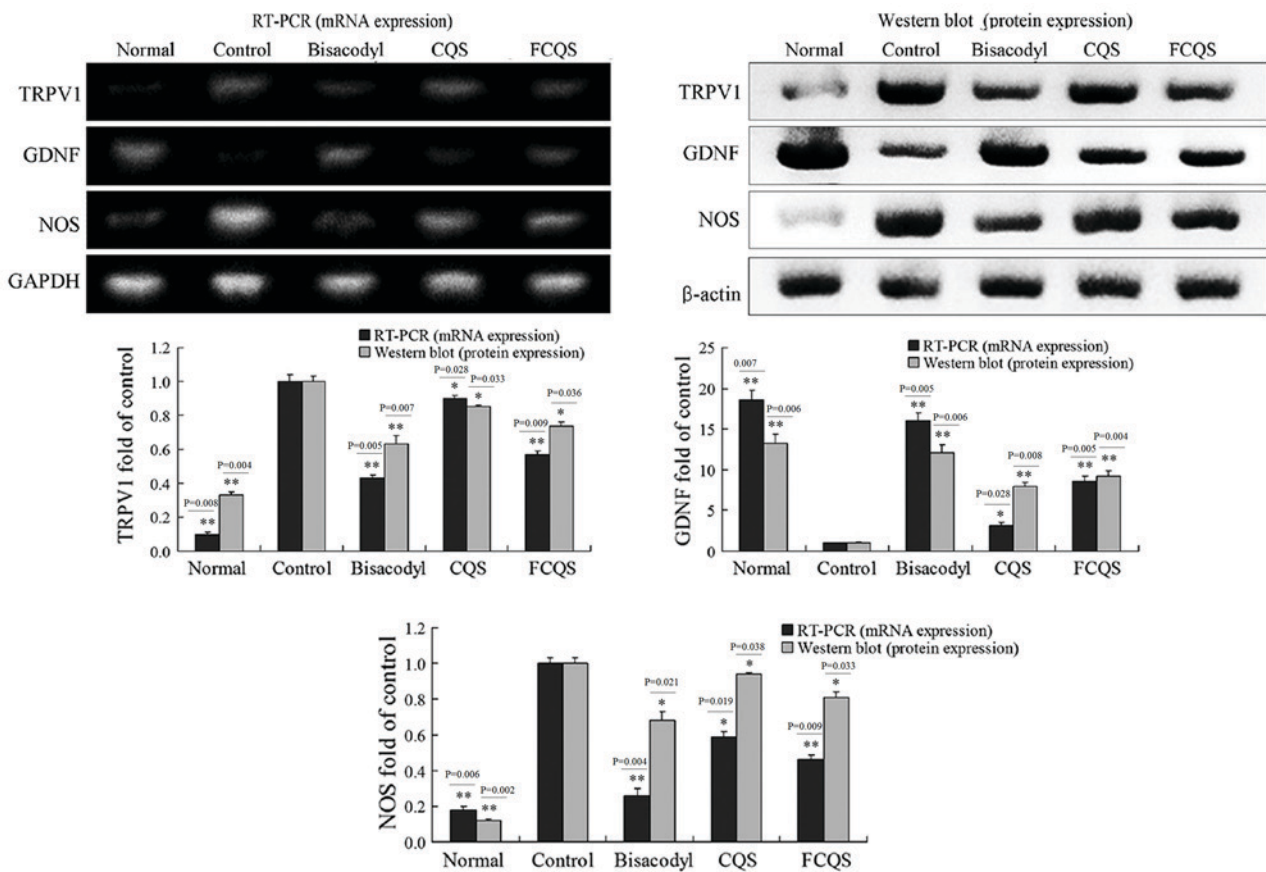 RT-PCR (mRNA expression)
Normal Control Bisacodyl CQS FCQS
TRPV1
GDNF
NOS
GAPDH
Western blot (protein expression)
Normal Control Bisacodyl CQS FCQS
TRPV1
GDNF
NOS
β-actin
TRPV1 fold of control
1.2
1.0
0.8
0.6
0.4
0.2
0.0
RT-PCR (mRNA expression)
Western blot (protein expression)
P=0.008
**
P=0.004
**
P=0.005
**
P=0.007
**
P=0.028
*
P=0.033
*
P=0.009
**
P=0.036
*
Normal Control Bisacodyl CQS FCQS
GDNF fold of control
25
20
15
10
5
0
RT-PCR (mRNA expression)
Western blot (protein expression)
0.007
**
P=0.006
**
P=0.005
**
P=0.006
**
P=0.028
*
P=0.008
**
P=0.005
**
P=0.004
**
Normal Control Bisacodyl CQS FCQS
NOS fold of control
1.2
1.0
0.8
0.6
0.4
0.2
0.0
RT-PCR (mRNA expression)
Western blot (protein expression)
P=0.006
**
P=0.002
**
P=0.004
**
P=0.021
*
P=0.019
*
P=0.038
*
P=0.009
**
P=0.033
*
Normal Control Bisacodyl CQS FCQS